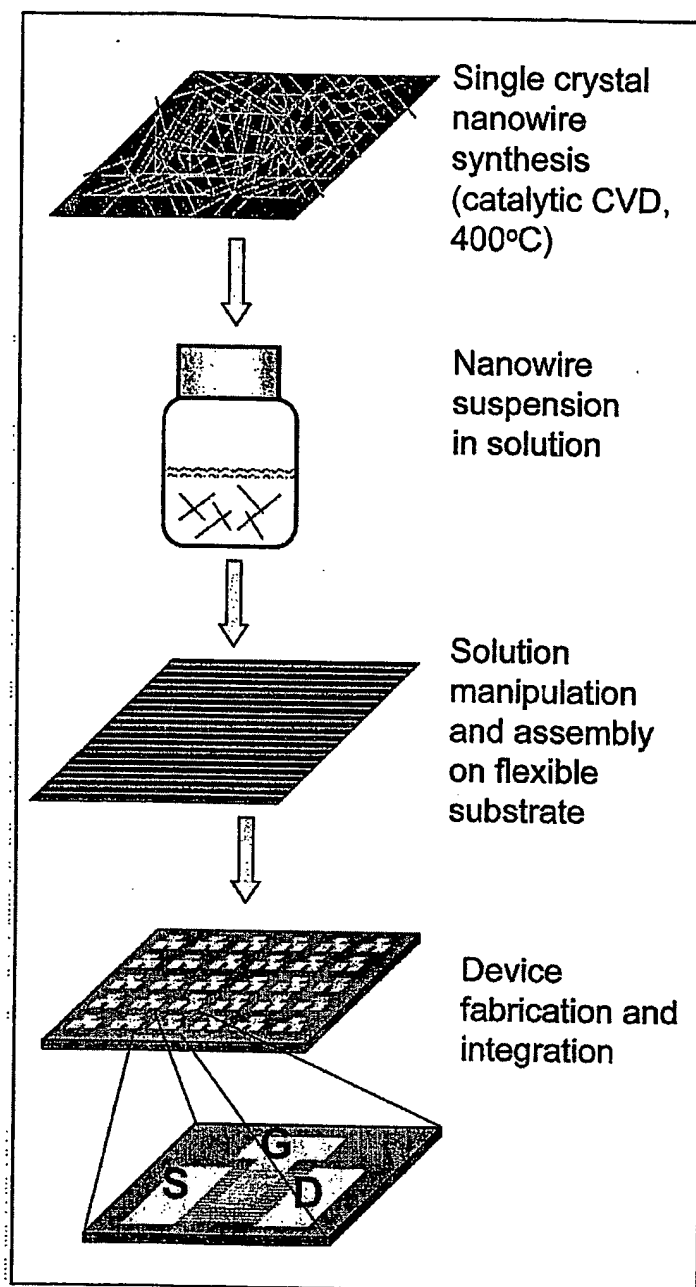 Single crystal
nanowire
synthesis
(catalytic CVD,
400ºC)
Nanowire
suspension
in solution
Solution
manipulation
and assembly
on flexible
substrate
Device
fabrication and
integration
G
S
D